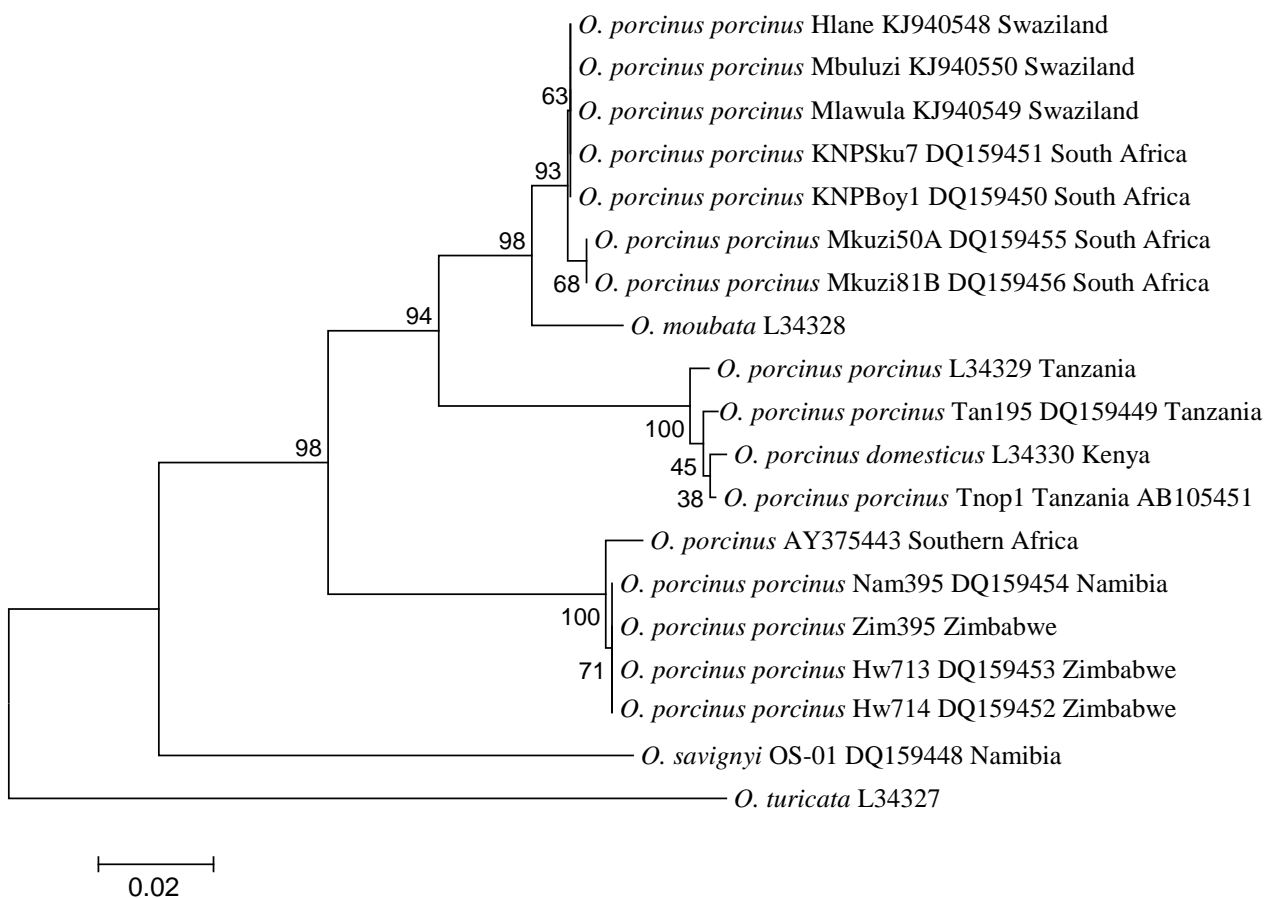 O. porcinus porcinus Hlane KJ940548 Swaziland
O. porcinus porcinus Mbuluzi KJ940550 Swaziland
63
O. porcinus porcinus Mlawula KJ940549 Swaziland
O. porcinus porcinus KNPSku7 DQ159451 South Africa
93
O. porcinus porcinus KNPBoy1 DQ159450 South Africa
98
O. porcinus porcinus Mkuzi50A DQ159455 South Africa
68
O. porcinus porcinus Mkuzi81B DQ159456 South Africa
94
O. moubata L34328
O. porcinus porcinus L34329 Tanzania
O. porcinus porcinus Tan195 DQ159449 Tanzania
100
98
O. porcinus domesticus L34330 Kenya
45
38
O. porcinus porcinus Tnop1 Tanzania AB105451
O. porcinus AY375443 Southern Africa
O. porcinus porcinus Nam395 DQ159454 Namibia
100
O. porcinus porcinus Zim395 Zimbabwe
71
O. porcinus porcinus Hw713 DQ159453 Zimbabwe
O. porcinus porcinus Hw714 DQ159452 Zimbabwe
O. savignyi OS-01 DQ159448 Namibia
O. turicata L34327
0.02